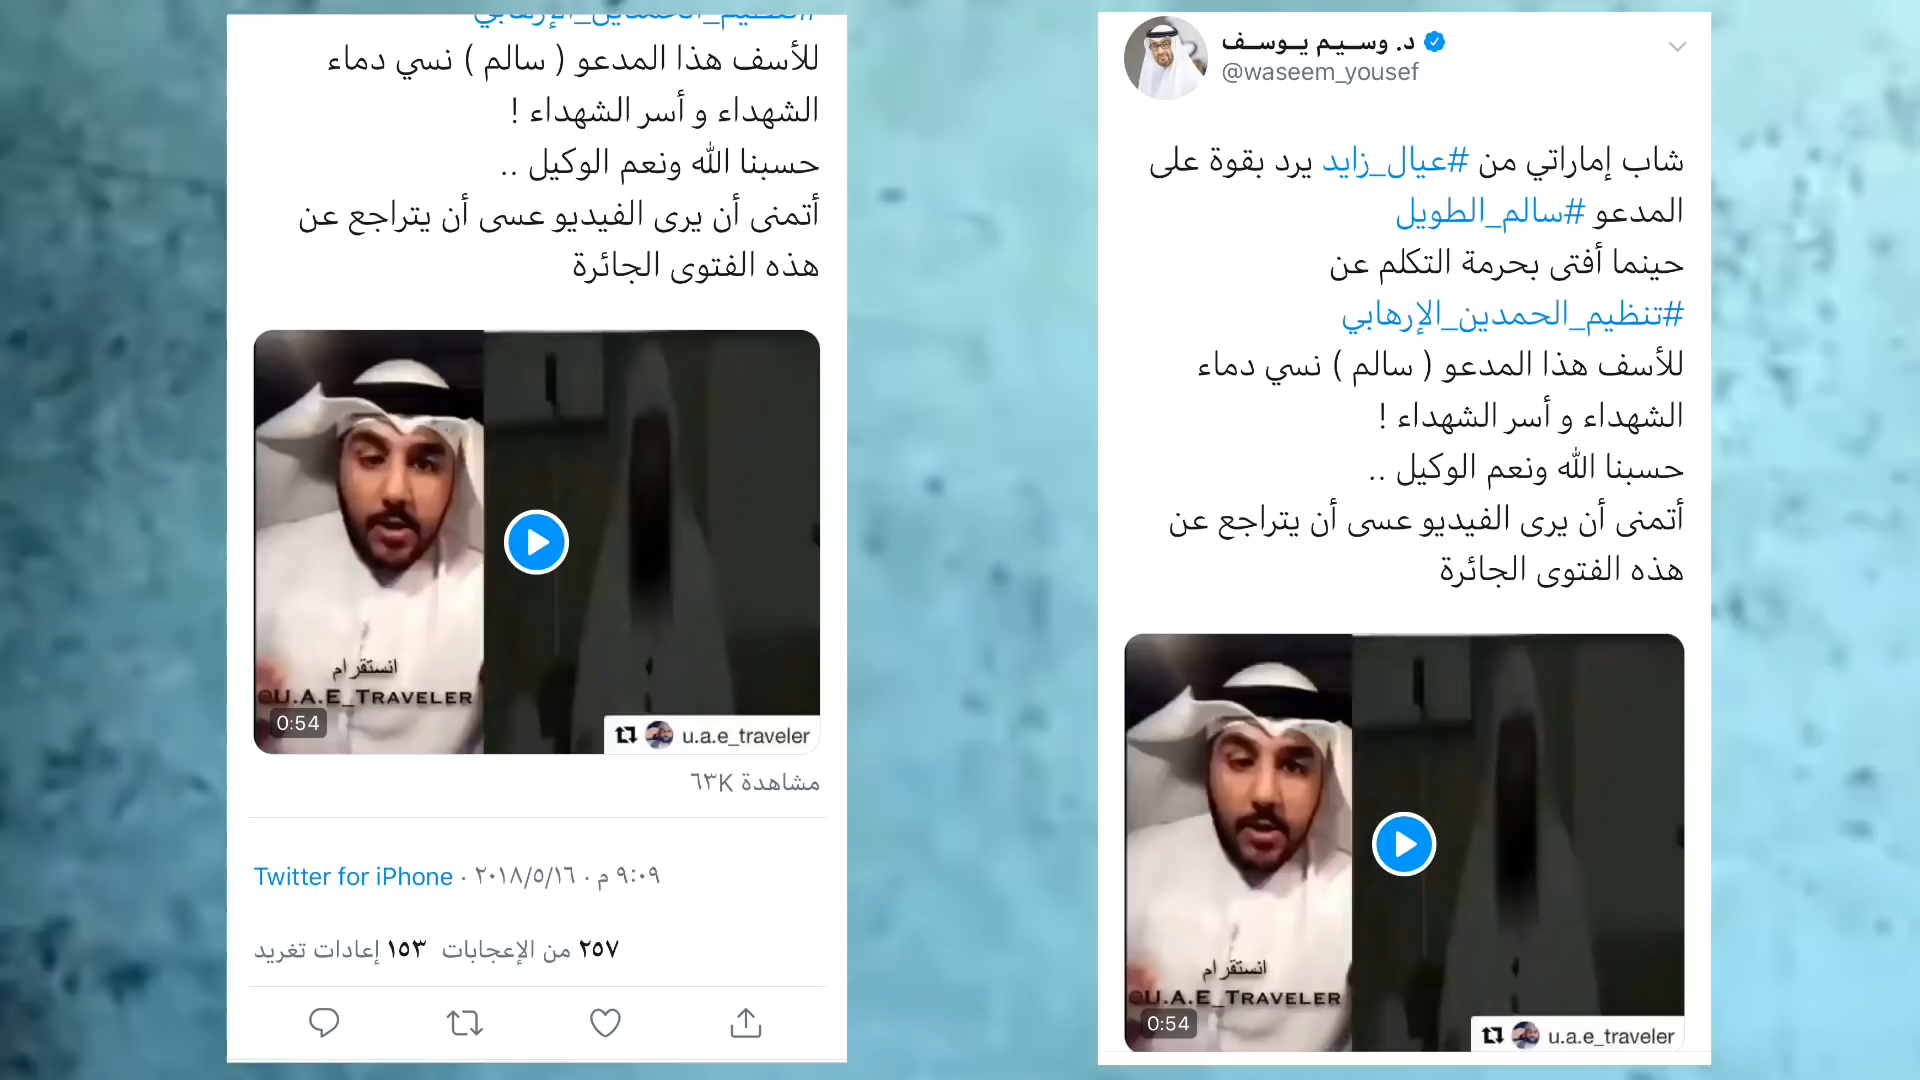 د. وسـيـم يـوسـف
@waseem_yousef
شاب إماراتي من #عيال_زايد يرد بقوة على
المدعو #سالم_الطويل
حينما أفتى بحرمة التكلم عن
#تنظيم_الحمدين_الإرهابي
للأسف هذا المدعو ( سالم ) نسي دماء
الشهداء و أسر الشهداء !
حسبنا الله ونعم الوكيل ..
أتمنى أن يرى الفيديو عسى أن يتراجع عن
هذه الفتوى الجائرة
انستقرام
@U.A.E_TRAVELER
0:54
u.a.e_traveler
#تنظيم_الحمدين_الإرهابي
للأسف هذا المدعو ( سالم ) نسي دماء
الشهداء و أسر الشهداء !
حسبنا الله ونعم الوكيل ..
أتمنى أن يرى الفيديو عسى أن يتراجع عن
هذه الفتوى الجائرة
انستقرام
@U.A.E_TRAVELER
0:54
u.a.e_traveler
٦٣K مشاهدة
٩:٠٩ م · ٢٠١٨/٥/١٦ · Twitter for iPhone
٢٥٧ من الإعجابات ١٥٣ إعادات تغريد